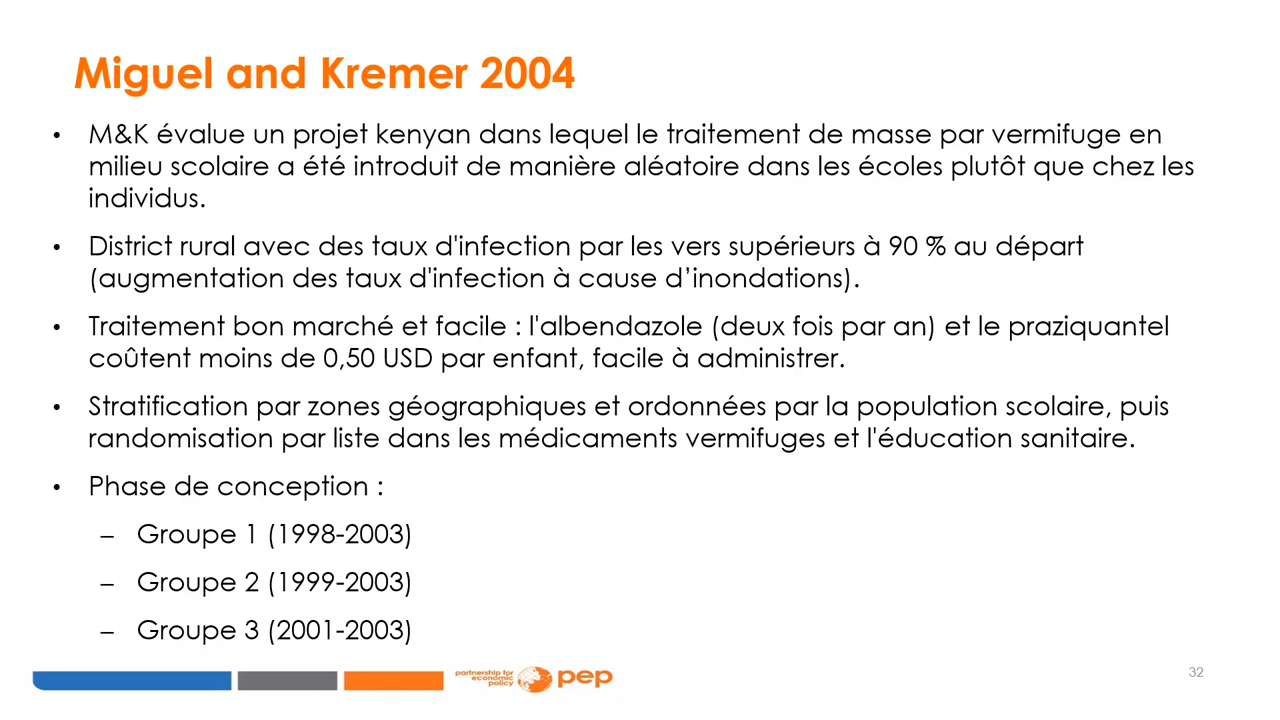 Miguel and Kremer 2004
• M&K évalue un projet kenyan dans lequel le traitement de masse par vermifuge en
milieu scolaire a été introduit de manière aléatoire dans les écoles plutôt que chez les
individus.
• District rural avec des taux d'infection par les vers supérieurs à 90 % au départ
(augmentation des taux d'infection à cause d’inondations).
• Traitement bon marché et facile : l'albendazole (deux fois par an) et le praziquantel
coûtent moins de 0,50 USD par enfant, facile à administrer.
• Stratification par zones géographiques et ordonnées par la population scolaire, puis
randomisation par liste dans les médicaments vermifuges et l'éducation sanitaire.
• Phase de conception :
– Groupe 1 (1998-2003)
– Groupe 2 (1999-2003)
– Groupe 3 (2001-2003)
partnership for
economic
policy
pep
32